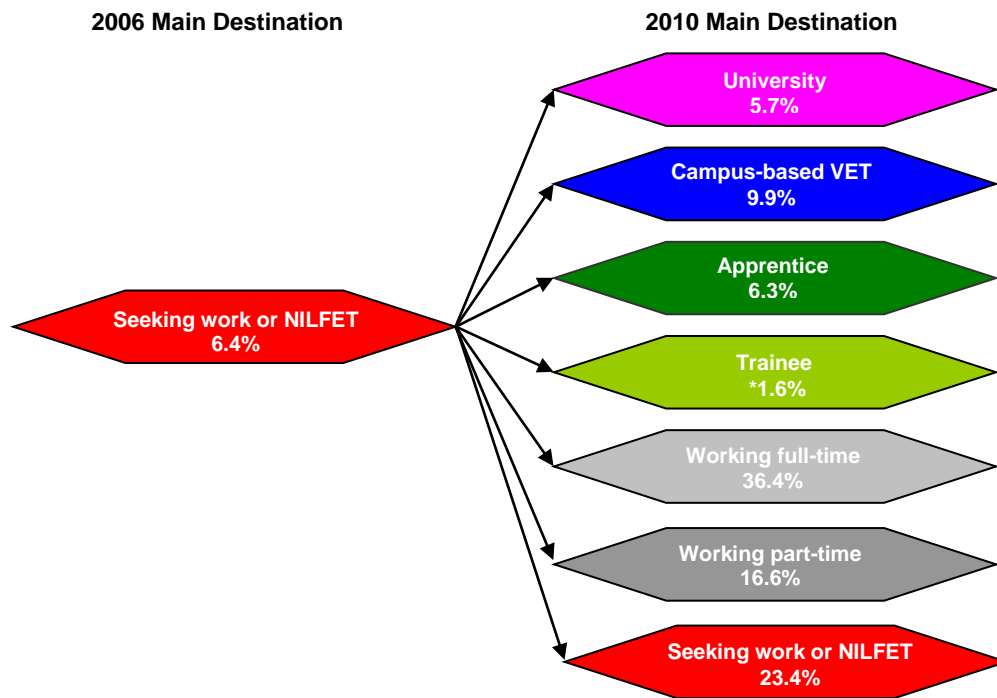 2006 Main Destination
2010 Main Destination
University
5.7%
Campus-based VET
9.9%
Apprentice
6.3%
Seeking work or NILFET
6.4%
Trainee
*1.6%
Working full-time
36.4%
Working part-time
16.6%
Seeking work or NILFET
23.4%